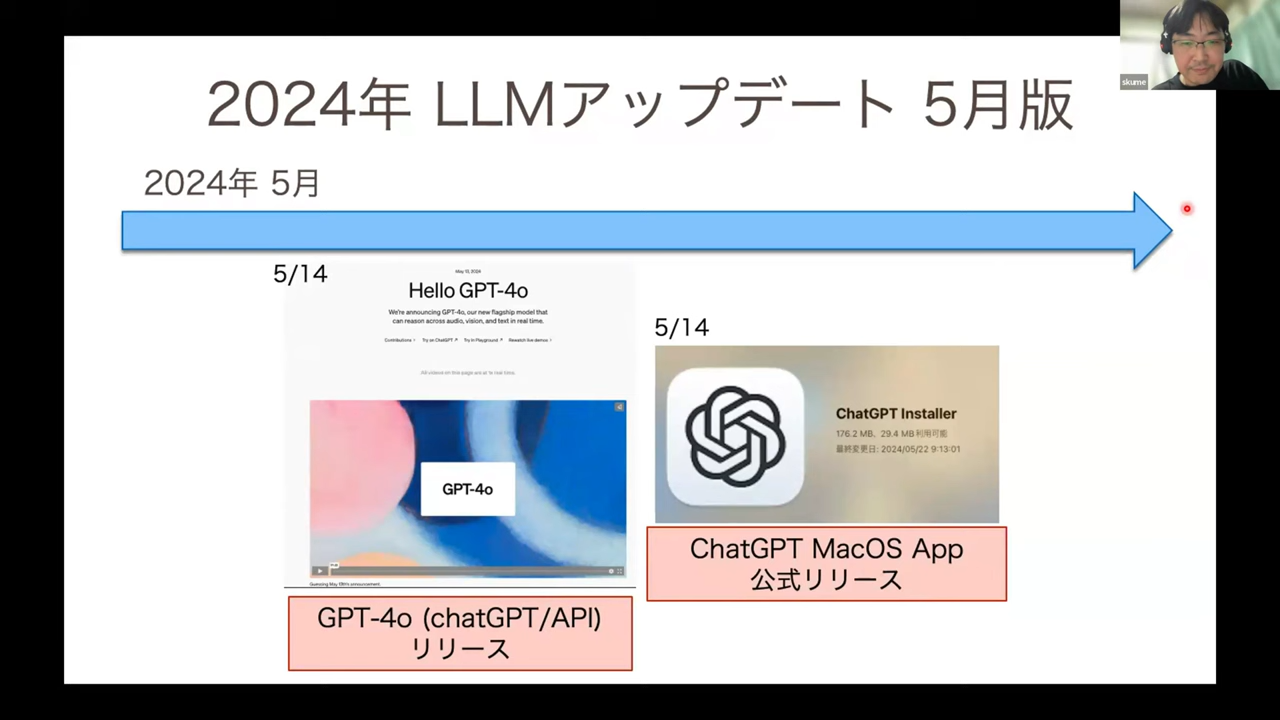 skume
2024年 LLMアップデート 5月版
2024年 5月
5/14
May 13, 2024
Hello GPT-4o
We're announcing GPT-4o, our new flagship model that
can reason across audio, vision, and text in real time.
Contributions
Try on ChatGPT
Try in Playground
Rewatch live demos
All videos on this page are at 1x real time.
GPT-4o
Guessing May 13th's announcement.
GPT-4o (chatGPT/API)
リリース
5/14
ChatGPT Installer
176.2 MB、29.4 MB利用可能
最終変更日: 2024/05/22 9:13:01
ChatGPT MacOS App
公式リリース